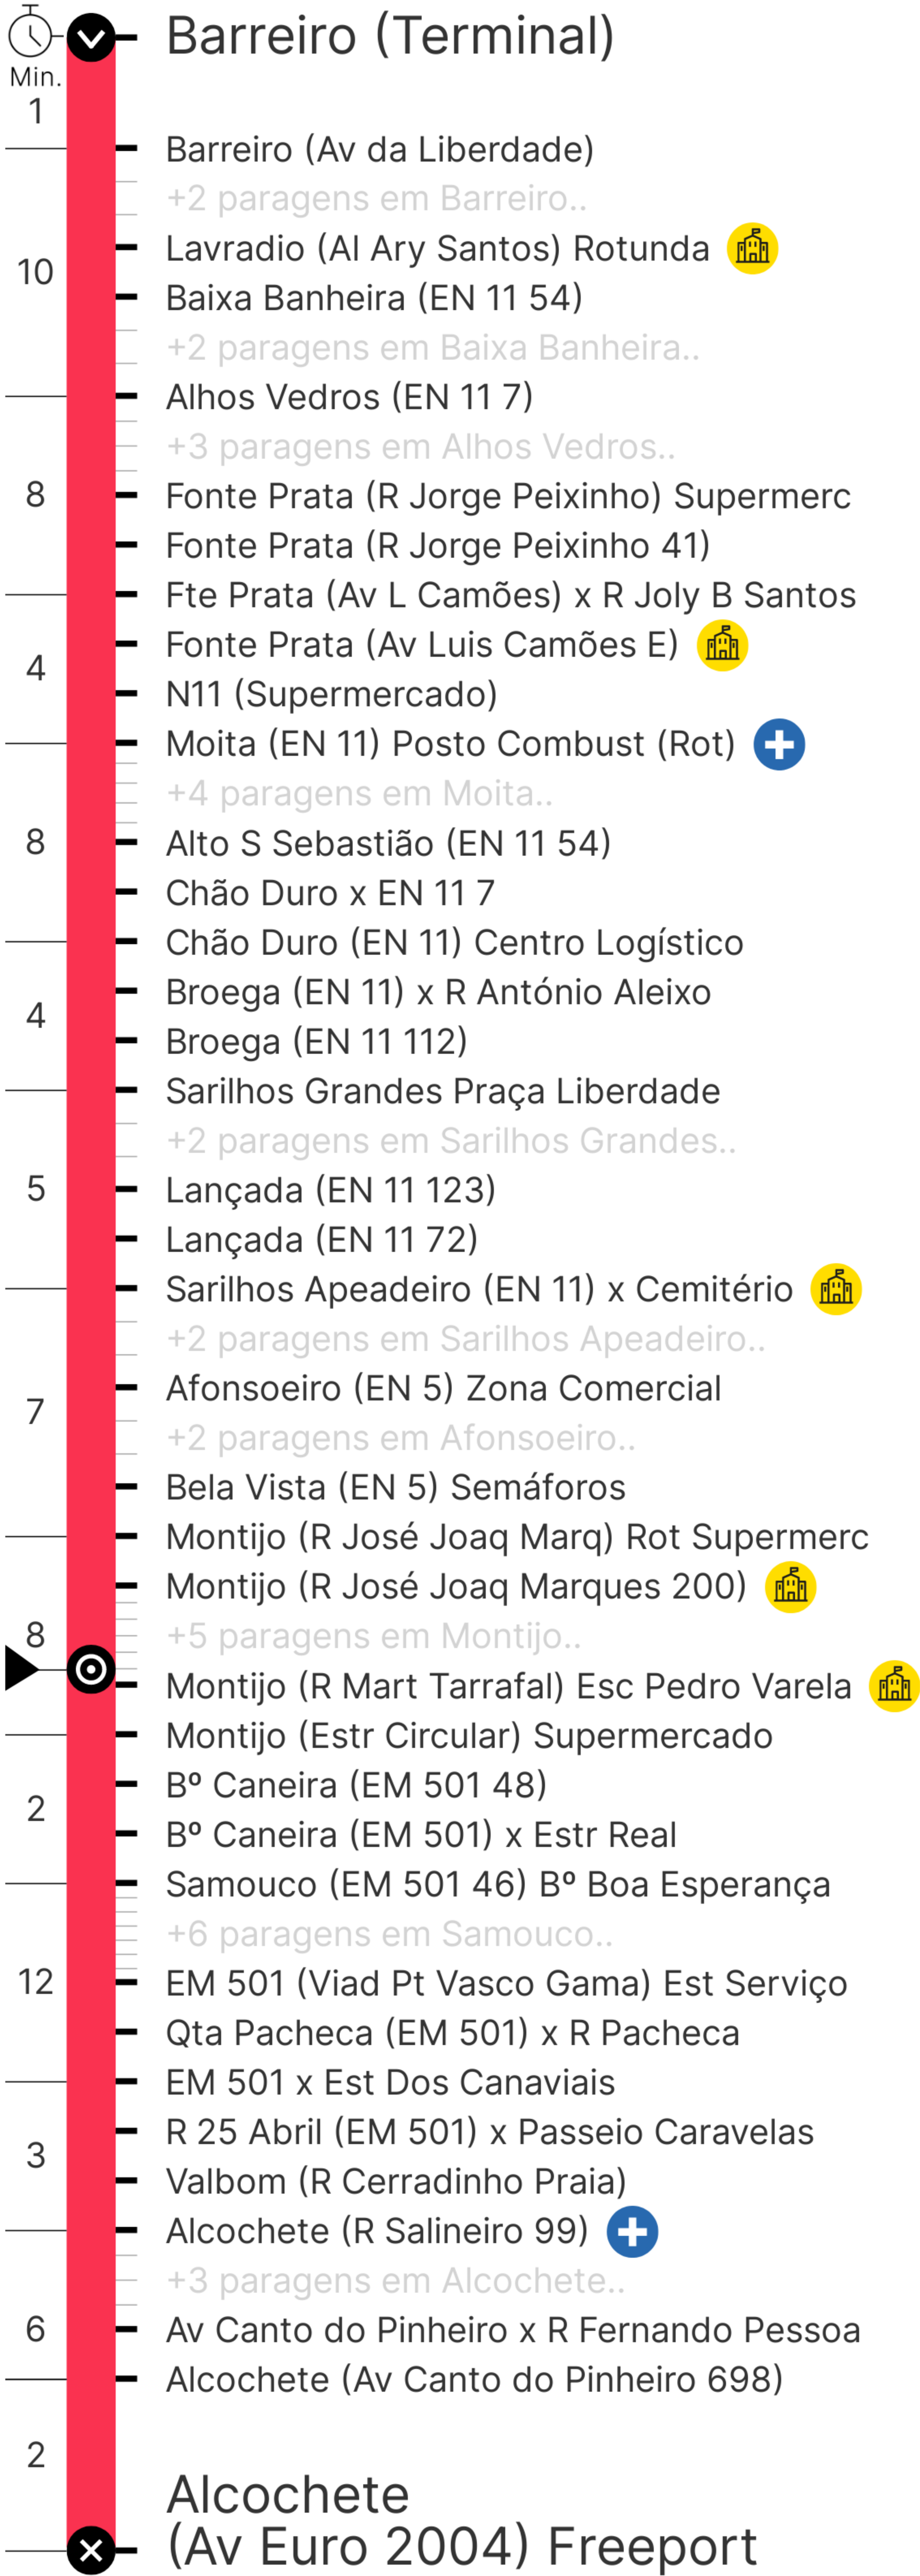 Barreiro (Terminal)
Min.
1
Barreiro (Av da Liberdade)
+2 paragens em Barreiro..
Lavradio (Al Ary Santos) Rotunda
10
Baixa Banheira (EN 11 54)
+2 paragens em Baixa Banheira..
Alhos Vedros (EN 11 7)
+3 paragens em Alhos Vedros..
8
Fonte Prata (R Jorge Peixinho) Supermerc
Fonte Prata (R Jorge Peixinho 41)
Fte Prata (Av L Camões) x R Joly B Santos
Fonte Prata (Av Luis Camões E)
4
N11 (Supermercado)
Moita (EN 11) Posto Combust (Rot)
+4 paragens em Moita..
8
Alto S Sebastião (EN 11 54)
Chão Duro x EN 11 7
Chão Duro (EN 11) Centro Logístico
Broega (EN 11) x R António Aleixo
4
Broega (EN 11 112)
Sarilhos Grandes Praça Liberdade
+2 paragens em Sarilhos Grandes..
5
Lançada (EN 11 123)
Lançada (EN 11 72)
Sarilhos Apeadeiro (EN 11) x Cemitério
+2 paragens em Sarilhos Apeadeiro..
Afonsoeiro (EN 5) Zona Comercial
7
+2 paragens em Afonsoeiro..
Bela Vista (EN 5) Semáforos
Montijo (R José Joaq Marq) Rot Supermerc
Montijo (R José Joaq Marques 200)
8
+5 paragens em Montijo..
Montijo (R Mart Tarrafal) Esc Pedro Varela
Montijo (Estr Circular) Supermercado
Bº Caneira (EM 501 48)
2
Bº Caneira (EM 501) x Estr Real
Samouco (EM 501 46) Bº Boa Esperança
+6 paragens em Samouco..
12
EM 501 (Viad Pt Vasco Gama) Est Serviço
Qta Pacheca (EM 501) x R Pacheca
EM 501 x Est Dos Canaviais
R 25 Abril (EM 501) x Passeio Caravelas
3
Valbom (R Cerradinho Praia)
Alcochete (R Salineiro 99)
+3 paragens em Alcochete..
6
Av Canto do Pinheiro x R Fernando Pessoa
Alcochete (Av Canto do Pinheiro 698)
2
Alcochete
(Av Euro 2004) Freeport